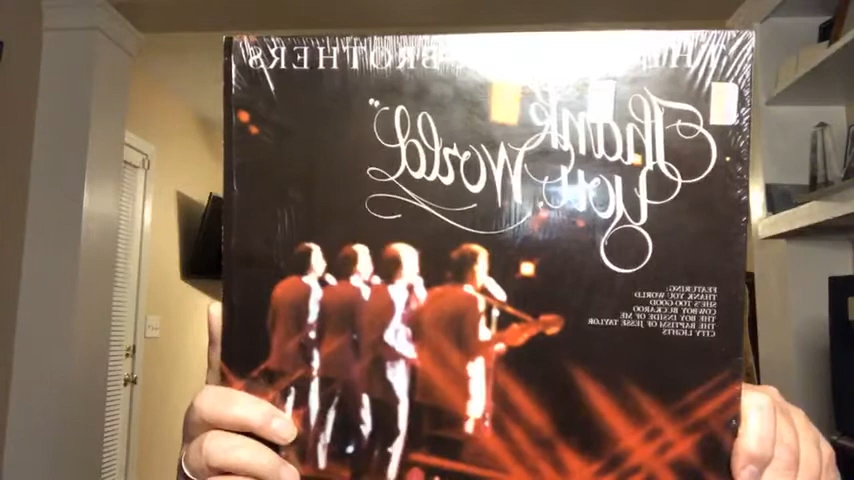 BROTHERS
Thank
You, World
FEATURING:
THANK YOU, WORLD
SHE'S TOO GOOD
COWBOY BUCKAROO
THE BOY INSIDE OF ME
THE BAPTISM OF JESSE TAYLOR
CITY LIGHTS